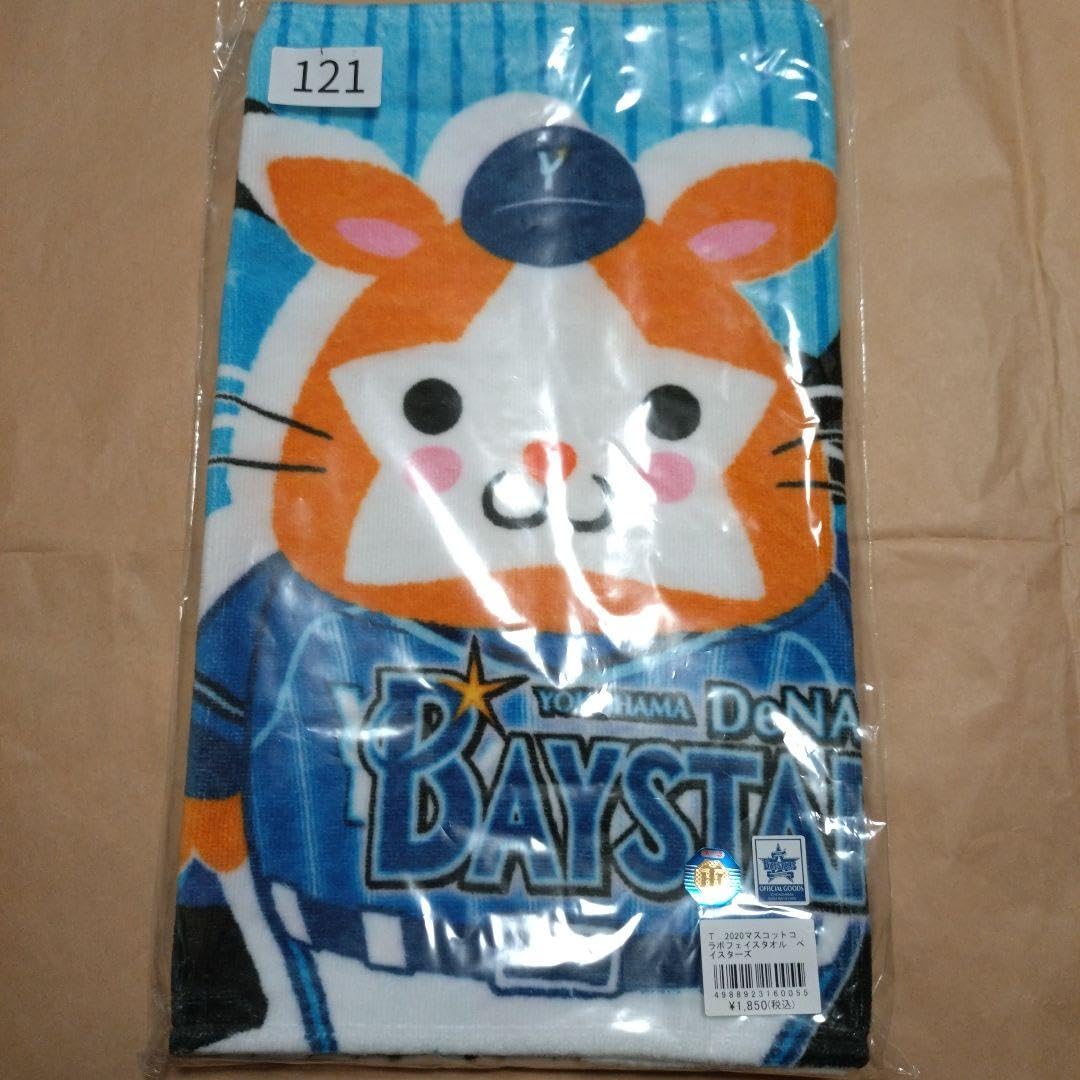 121
Y
YOKOHAMA DeNA
BAYSTA
BAYSTARS
OFFICIAL GOODS
T 2020マスコットコ
ラボフェイスタオル ベ
イスターズ
4988923160055
¥1,850(税込)